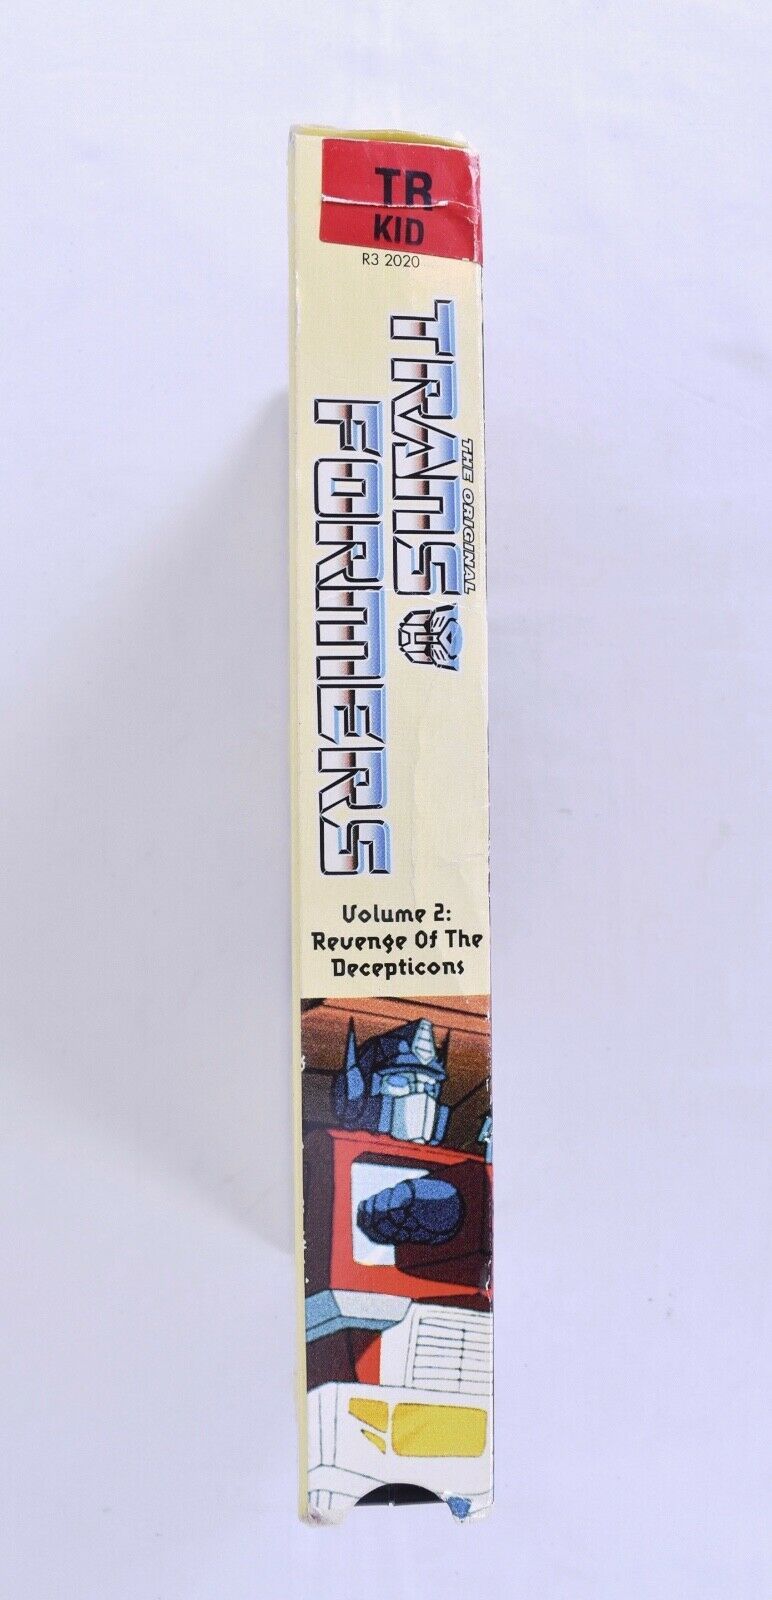 TR
KID
R3 2020
THE ORIGINAL
TRANS
FORMERS
Volume 2:
Revenge Of The
Decepticons